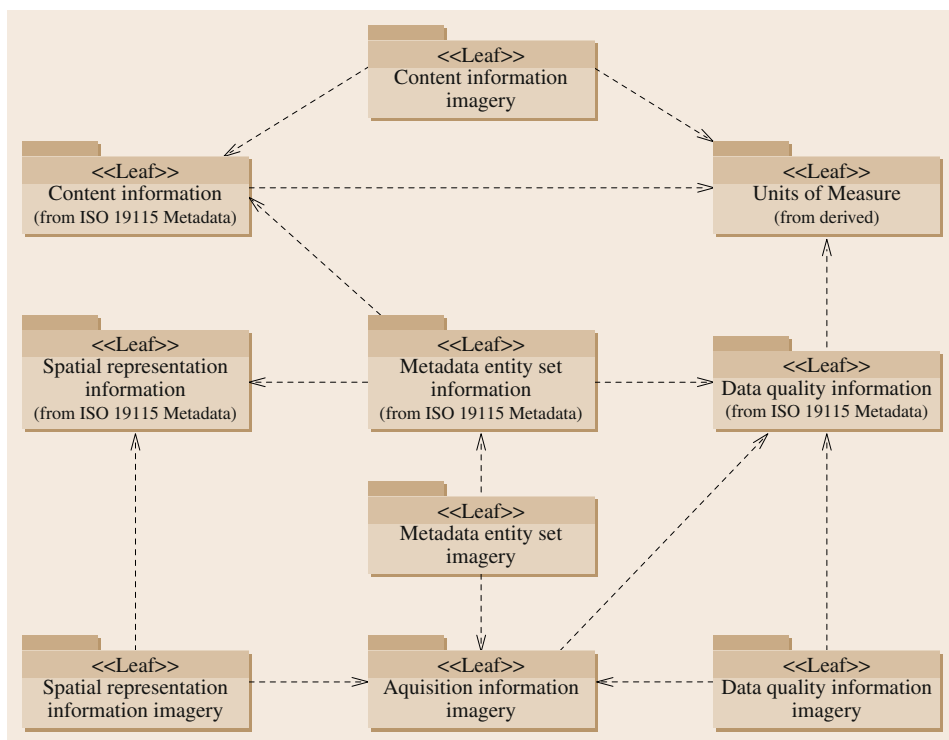 <<Leaf>>
Content information
imagery
<<Leaf>>
Content information
(from ISO 19115 Metadata)
<<Leaf>>
Units of Measure
(from derived)
<<Leaf>>
Spatial representation
information
(from ISO 19115 Metadata)
<<Leaf>>
Metadata entity set
information
(from ISO 19115 Metadata)
<<Leaf>>
Data quality information
(from ISO 19115 Metadata)
<<Leaf>>
Metadata entity set
imagery
<<Leaf>>
Spatial representation
information imagery
<<Leaf>>
Aquisition information
imagery
<<Leaf>>
Data quality information
imagery